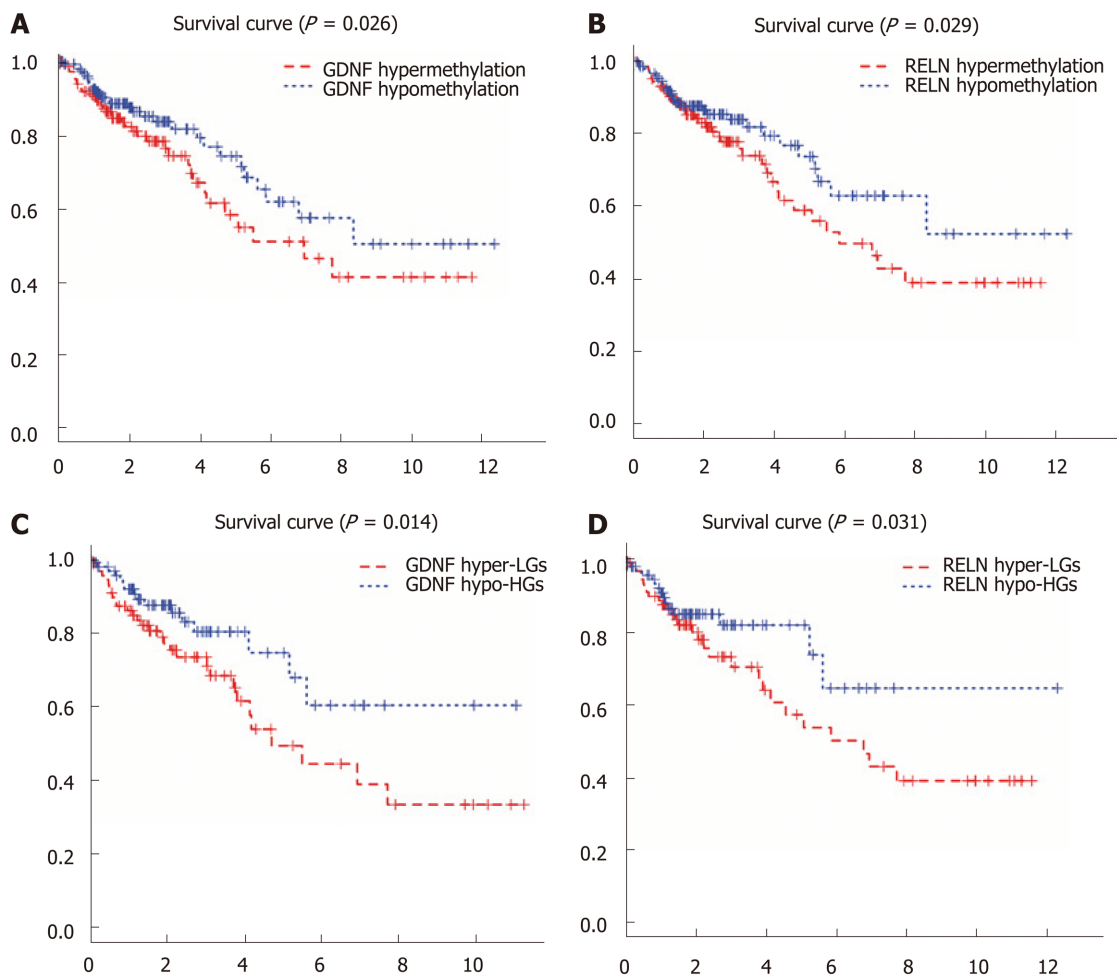 A
Survival curve (P = 0.026)
GDNF hypermethylation
GDNF hypomethylation
1.0
0.8
0.6
0.4
0.2
0.0
0 2 4 6 8 10 12
B
Survival curve (P = 0.029)
RELN hypermethylation
RELN hypomethylation
1.0
0.8
0.6
0.4
0.2
0.0
0 2 4 6 8 10 12
C
Survival curve (P = 0.014)
GDNF hyper-LGs
GDNF hypo-HGs
1.0
0.8
0.6
0.4
0.2
0.0
0 2 4 6 8 10
D
Survival curve (P = 0.031)
RELN hyper-LGs
RELN hypo-HGs
1.0
0.8
0.6
0.4
0.2
0.0
0 2 4 6 8 10 12